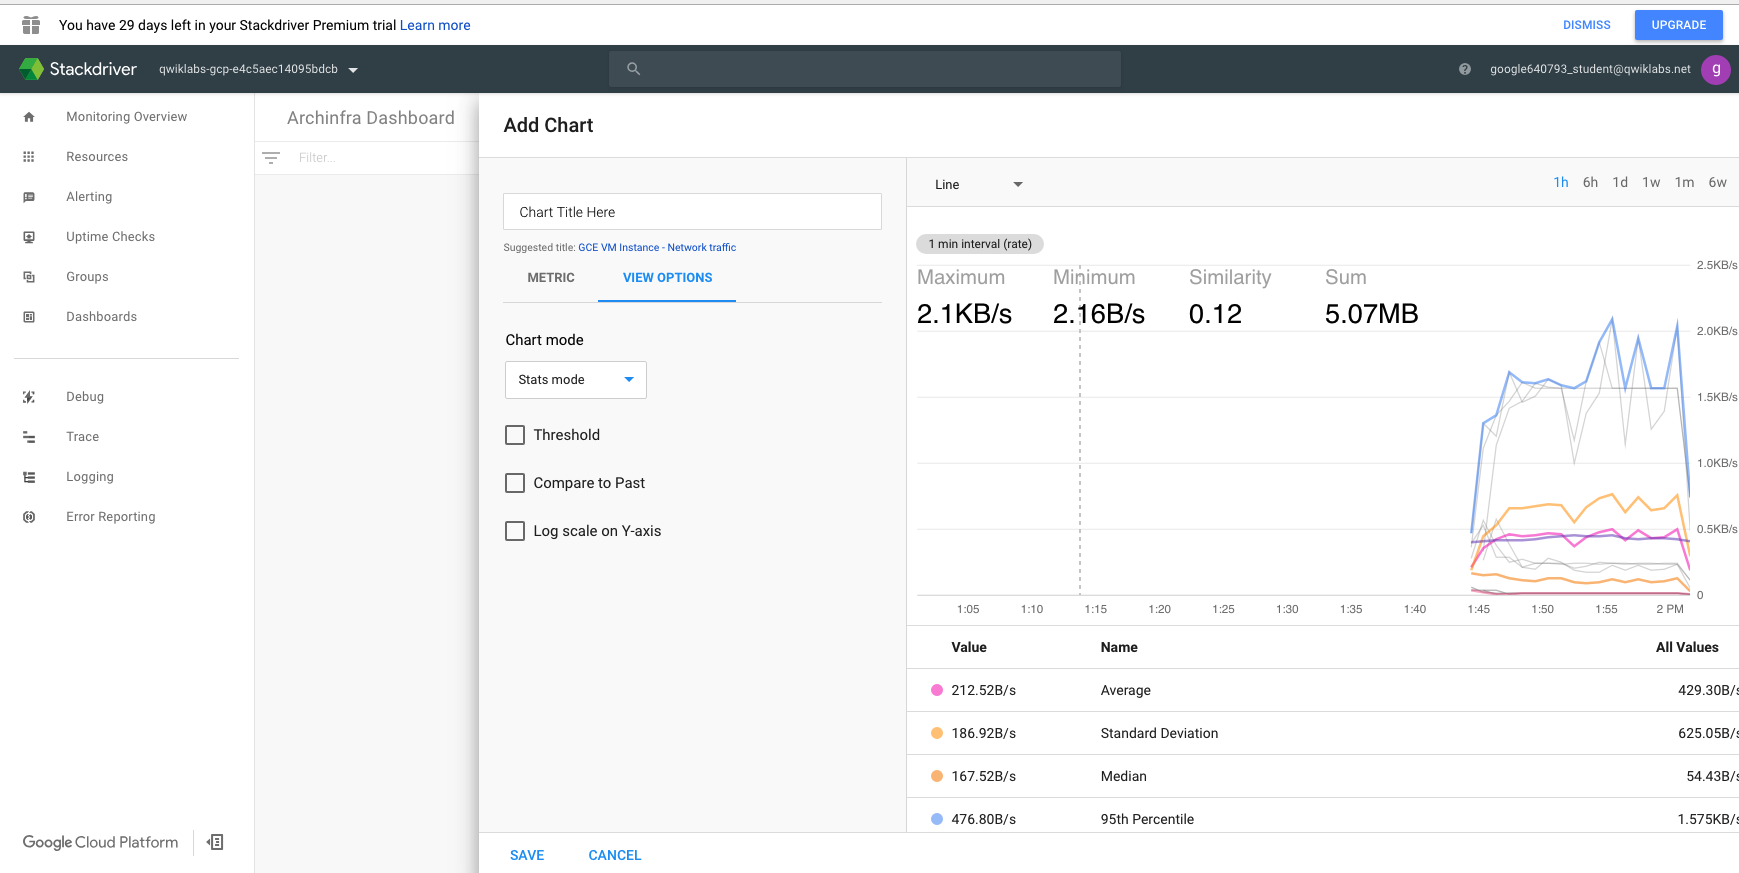 You have 29 days left in your Stackdriver Premium trial Learn more
DISMISS
UPGRADE
Stackdriver
qwiklabs-gcp-e4c5aec14095bdcb
google640793_student@qwiklabs.net
g
Monitoring Overview
Resources
Alerting
Uptime Checks
Groups
Dashboards
Debug
Trace
Logging
Error Reporting
Google Cloud Platform
Archinfra Dashboard
Filter...
Add Chart
Chart Title Here
Suggested title: GCE VM Instance - Network traffic
METRIC VIEW OPTIONS
Chart mode
Stats mode
Threshold
Compare to Past
Log scale on Y-axis
SAVE CANCEL
Line
1h 6h 1d 1w 1m 6w
1 min interval (rate)
Maximum Minimum Similarity Sum
2.1KB/s 2.16B/s 0.12 5.07MB
2.5KB/s
2.0KB/s
1.5KB/s
1.0KB/s
0.5KB/s
0
1:05 1:10 1:15 1:20 1:25 1:30 1:35 1:40 1:45 1:50 1:55 2 PM
Value Name All Values
212.52B/s Average 429.30B/s
186.92B/s Standard Deviation 625.05B/s
167.52B/s Median 54.43B/s
476.80B/s 95th Percentile 1.575KB/s